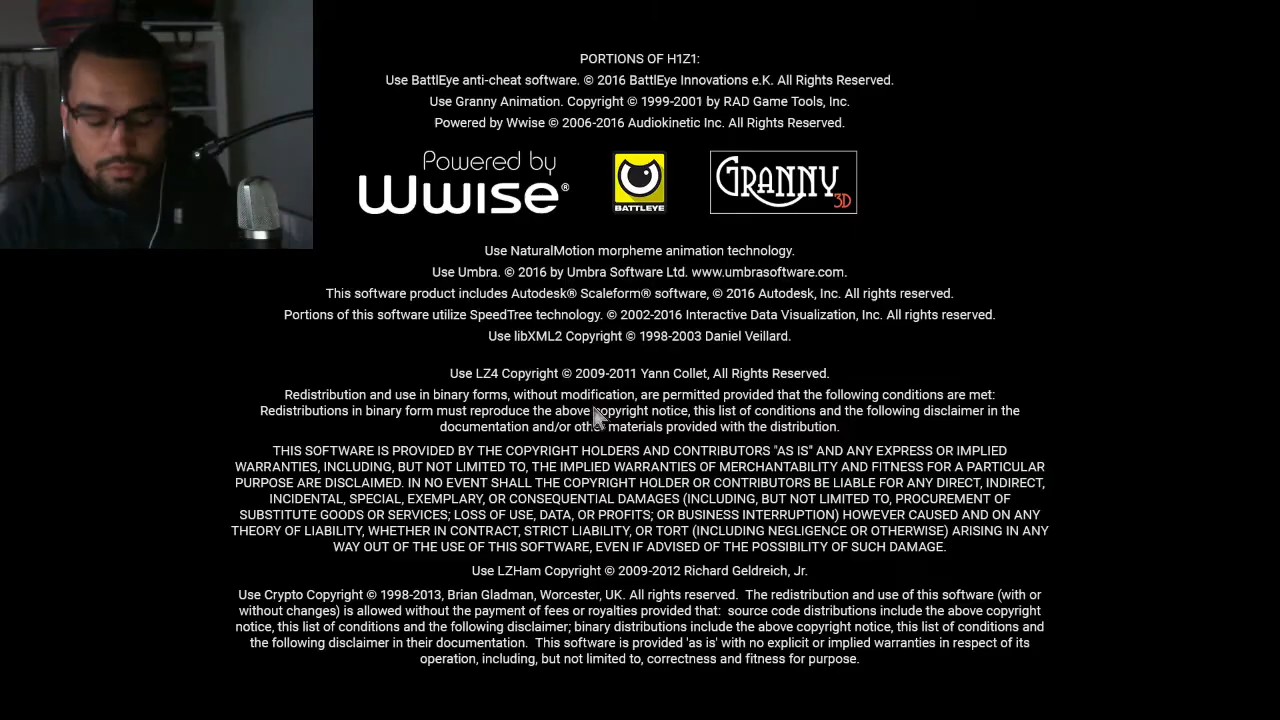 PORTIONS OF H1Z1:
Use BattlEye anti-cheat software. © 2016 BattlEye Innovations e.K. All Rights Reserved.
Use Granny Animation. Copyright © 1999-2001 by RAD Game Tools, Inc.
Powered by Wwise © 2006-2016 Audiokinetic Inc. All Rights Reserved.
Powered by
Wwise®
BATTLEYE
GRANNY
3D
Use NaturalMotion morpheme animation technology.
Use Umbra. © 2016 by Umbra Software Ltd. www.umbrasoftware.com.
This software product includes Autodesk® Scaleform® software, © 2016 Autodesk, Inc. All rights reserved.
Portions of this software utilize SpeedTree technology. © 2002-2016 Interactive Data Visualization, Inc. All rights reserved.
Use libXML2 Copyright © 1998-2003 Daniel Veillard.
Use LZ4 Copyright © 2009-2011 Yann Collet, All Rights Reserved.
Redistribution and use in binary forms, without modification, are permitted provided that the following conditions are met:
Redistributions in binary form must reproduce the above copyright notice, this list of conditions and the following disclaimer in the
documentation and/or other materials provided with the distribution.
THIS SOFTWARE IS PROVIDED BY THE COPYRIGHT HOLDERS AND CONTRIBUTORS "AS IS" AND ANY EXPRESS OR IMPLIED
WARRANTIES, INCLUDING, BUT NOT LIMITED TO, THE IMPLIED WARRANTIES OF MERCHANTABILITY AND FITNESS FOR A PARTICULAR
PURPOSE ARE DISCLAIMED. IN NO EVENT SHALL THE COPYRIGHT HOLDER OR CONTRIBUTORS BE LIABLE FOR ANY DIRECT, INDIRECT,
INCIDENTAL, SPECIAL, EXEMPLARY, OR CONSEQUENTIAL DAMAGES (INCLUDING, BUT NOT LIMITED TO, PROCUREMENT OF
SUBSTITUTE GOODS OR SERVICES; LOSS OF USE, DATA, OR PROFITS; OR BUSINESS INTERRUPTION) HOWEVER CAUSED AND ON ANY
THEORY OF LIABILITY, WHETHER IN CONTRACT, STRICT LIABILITY, OR TORT (INCLUDING NEGLIGENCE OR OTHERWISE) ARISING IN ANY
WAY OUT OF THE USE OF THIS SOFTWARE, EVEN IF ADVISED OF THE POSSIBILITY OF SUCH DAMAGE.
Use LZHam Copyright © 2009-2012 Richard Geldreich, Jr.
Use Crypto Copyright © 1998-2013, Brian Gladman, Worcester, UK. All rights reserved. The redistribution and use of this software (with or
without changes) is allowed without the payment of fees or royalties provided that: source code distributions include the above copyright
notice, this list of conditions and the following disclaimer; binary distributions include the above copyright notice, this list of conditions and
the following disclaimer in their documentation. This software is provided 'as is' with no explicit or implied warranties in respect of its
operation, including, but not limited to, correctness and fitness for purpose.